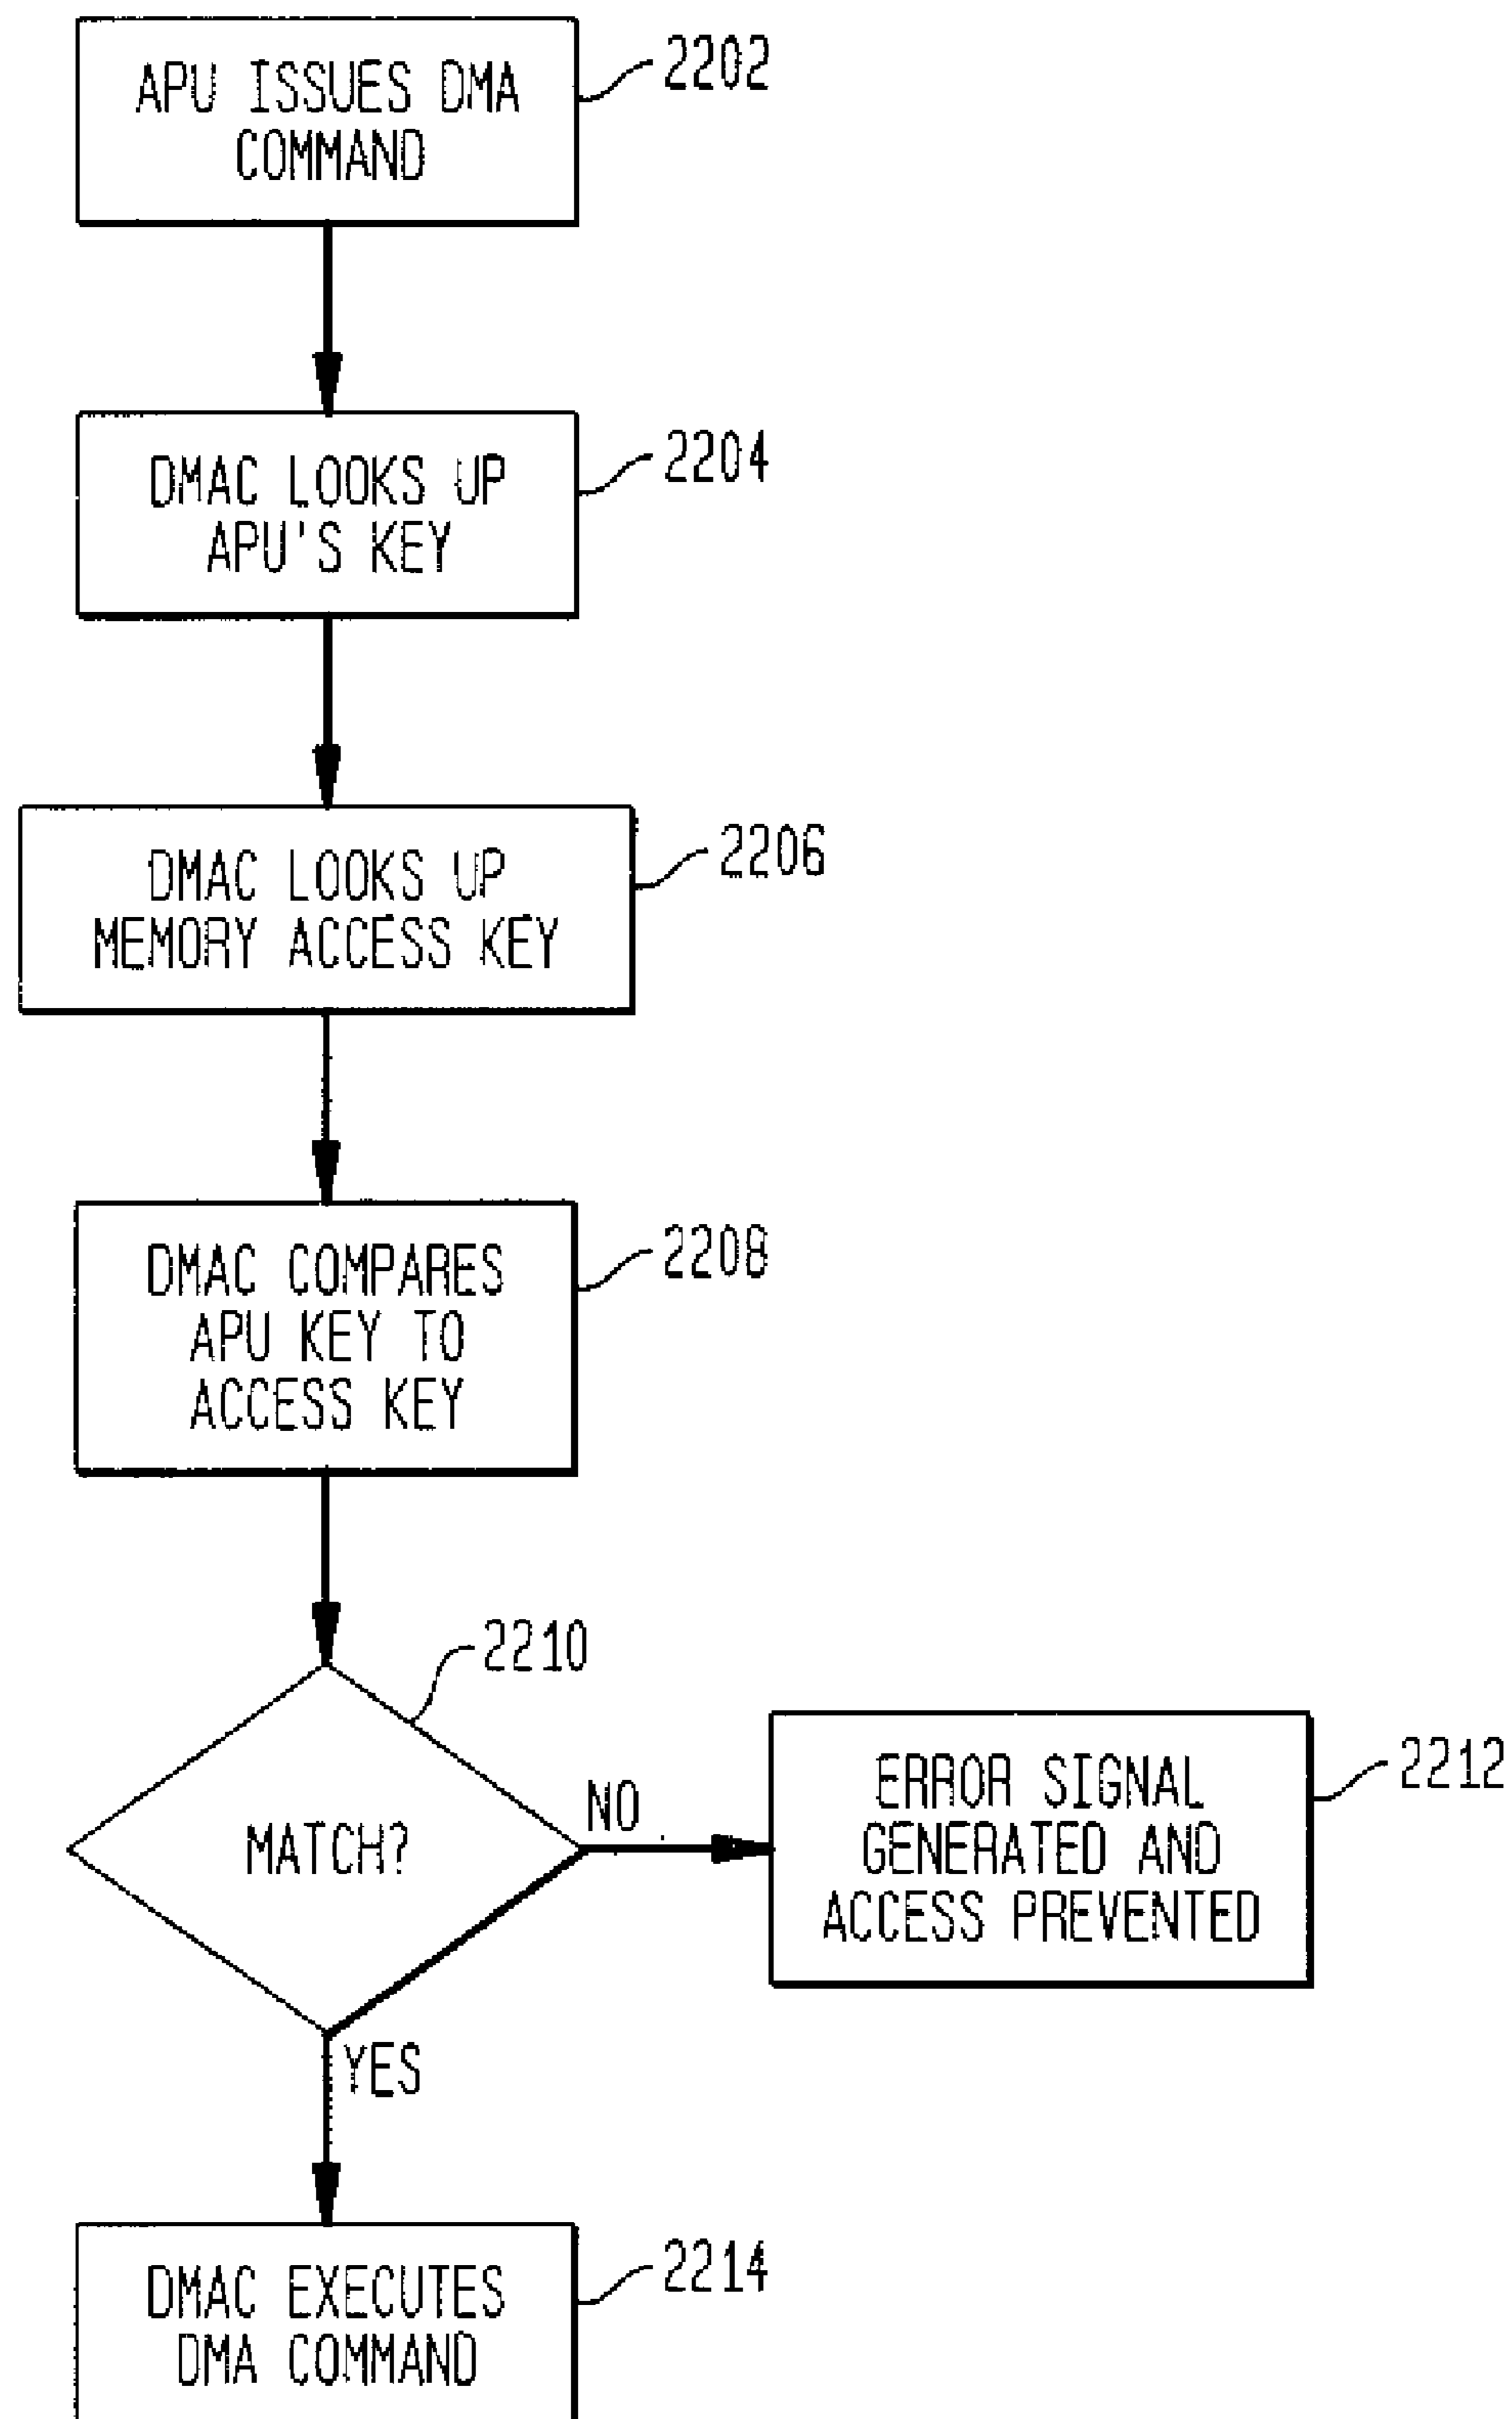 APU ISSUES DMA
COMMAND
2202
DMAC LOOKS UP
APU'S KEY
2204
DMAC LOOKS UP
MEMORY ACCESS KEY
2206
DMAC COMPARES
APU KEY TO
ACCESS KEY
2208
2210
MATCH?
NO
ERROR SIGNAL
GENERATED AND
ACCESS PREVENTED
2212
YES
DMAC EXECUTES
DMA COMMAND
2214